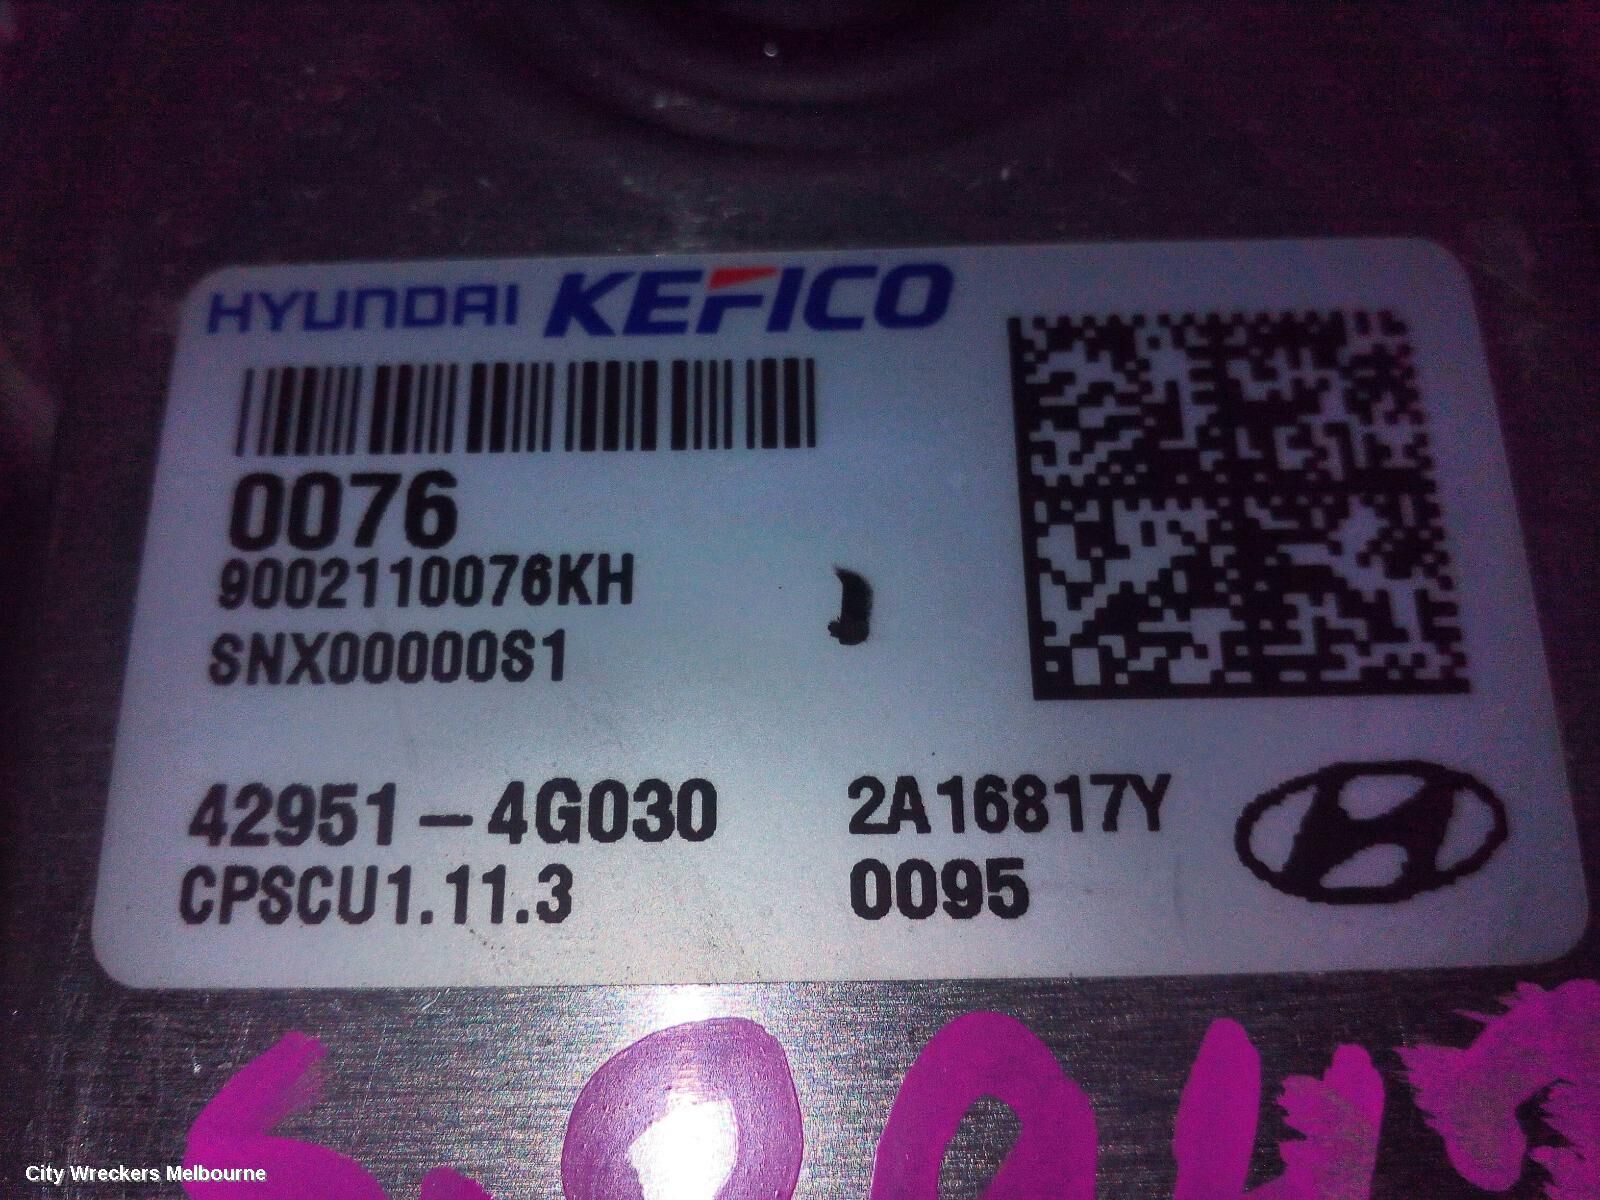 HYUNDAI KEFICO
0076
9002110076KH
SNX00000S1
42951-4G030
2A16817Y
CPSCU1.11.3
0095
City Wreckers Melbourne